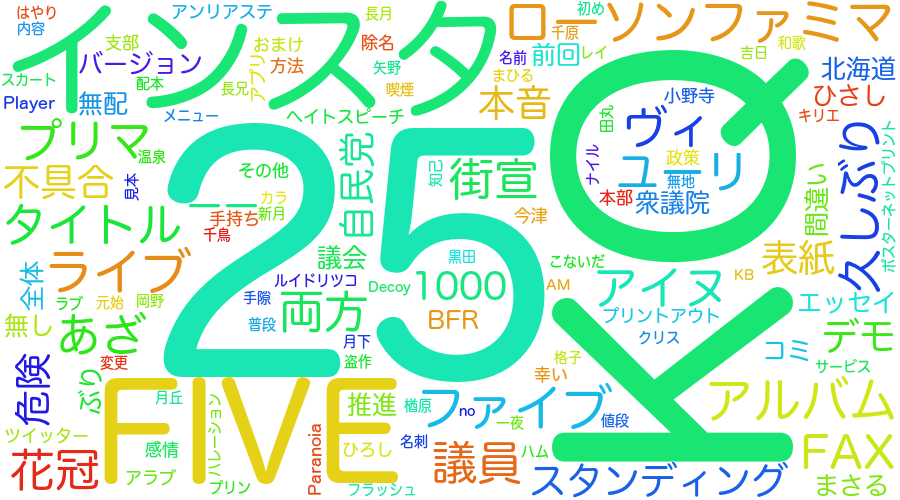 はやり
内容
インスタ
アンリアステ
長月
初め
ローソンファミマ
千原
支部
おまけ
除名
名前
前回
レイ
吉日
和歌
バージョン
スカート
配本
長兄
アプリ
方法
矢野
喫煙
まひる
北海道
Player
無配
メニュー
ヘイトスピーチ
本音
小野寺
ひさし
キリエ
プリマ
25
OK
田丸
ヴィ
久しぶり
ポスターネットプリント
温泉
その他
自民党
知己
街宣
ナイル
ユーリ
政策
無地
不具合
見本
カラ
新月
手持ち
千鳥
今津
本部
衆議院
間違い
タイトル
ーー
議会
黒田
こないだ
表紙
KB
ライブ
ルイドリツコ
Decoy
1000
AM
アイヌ
エッセイ
全体
ラブ
元始
岡野
手隙
両方
BFR
プリントアウト
無し
あざ
普段
月下
クリス
デモ
変更
盗作
格子
コミ
サービス
危険
ぶり
FIVE
月丘
幸い
推進
楢原
no
ファイブ
一夜
値段
アルバム
ツイッター
感情
バレーション
ひろし
名刺
花冠
アラブ
プリン
Paranoia
フラッシュ
議員
ハム
スタンディング
FAX
まさる